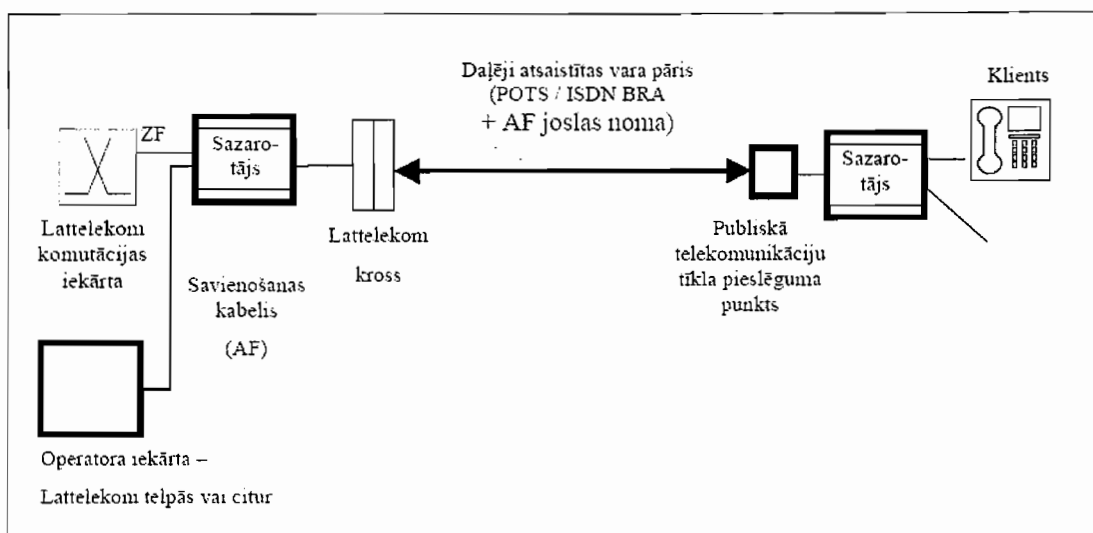 Daļēji atsaistītas vara pāris
(POTS / ISDN BRA
+ AF joslas noma)
Klients
ZF
Sazaro-
tājs
Sazaro-
tājs
Lattelekom
komutācijas
iekārta
Lattelekom
kross
Publiskā
telekomunikāciju
tīkla pieslēguma
punkts
Savienošanas
kabelis
(AF)
Operatora iekārta –
Lattelekom telpās vai citur